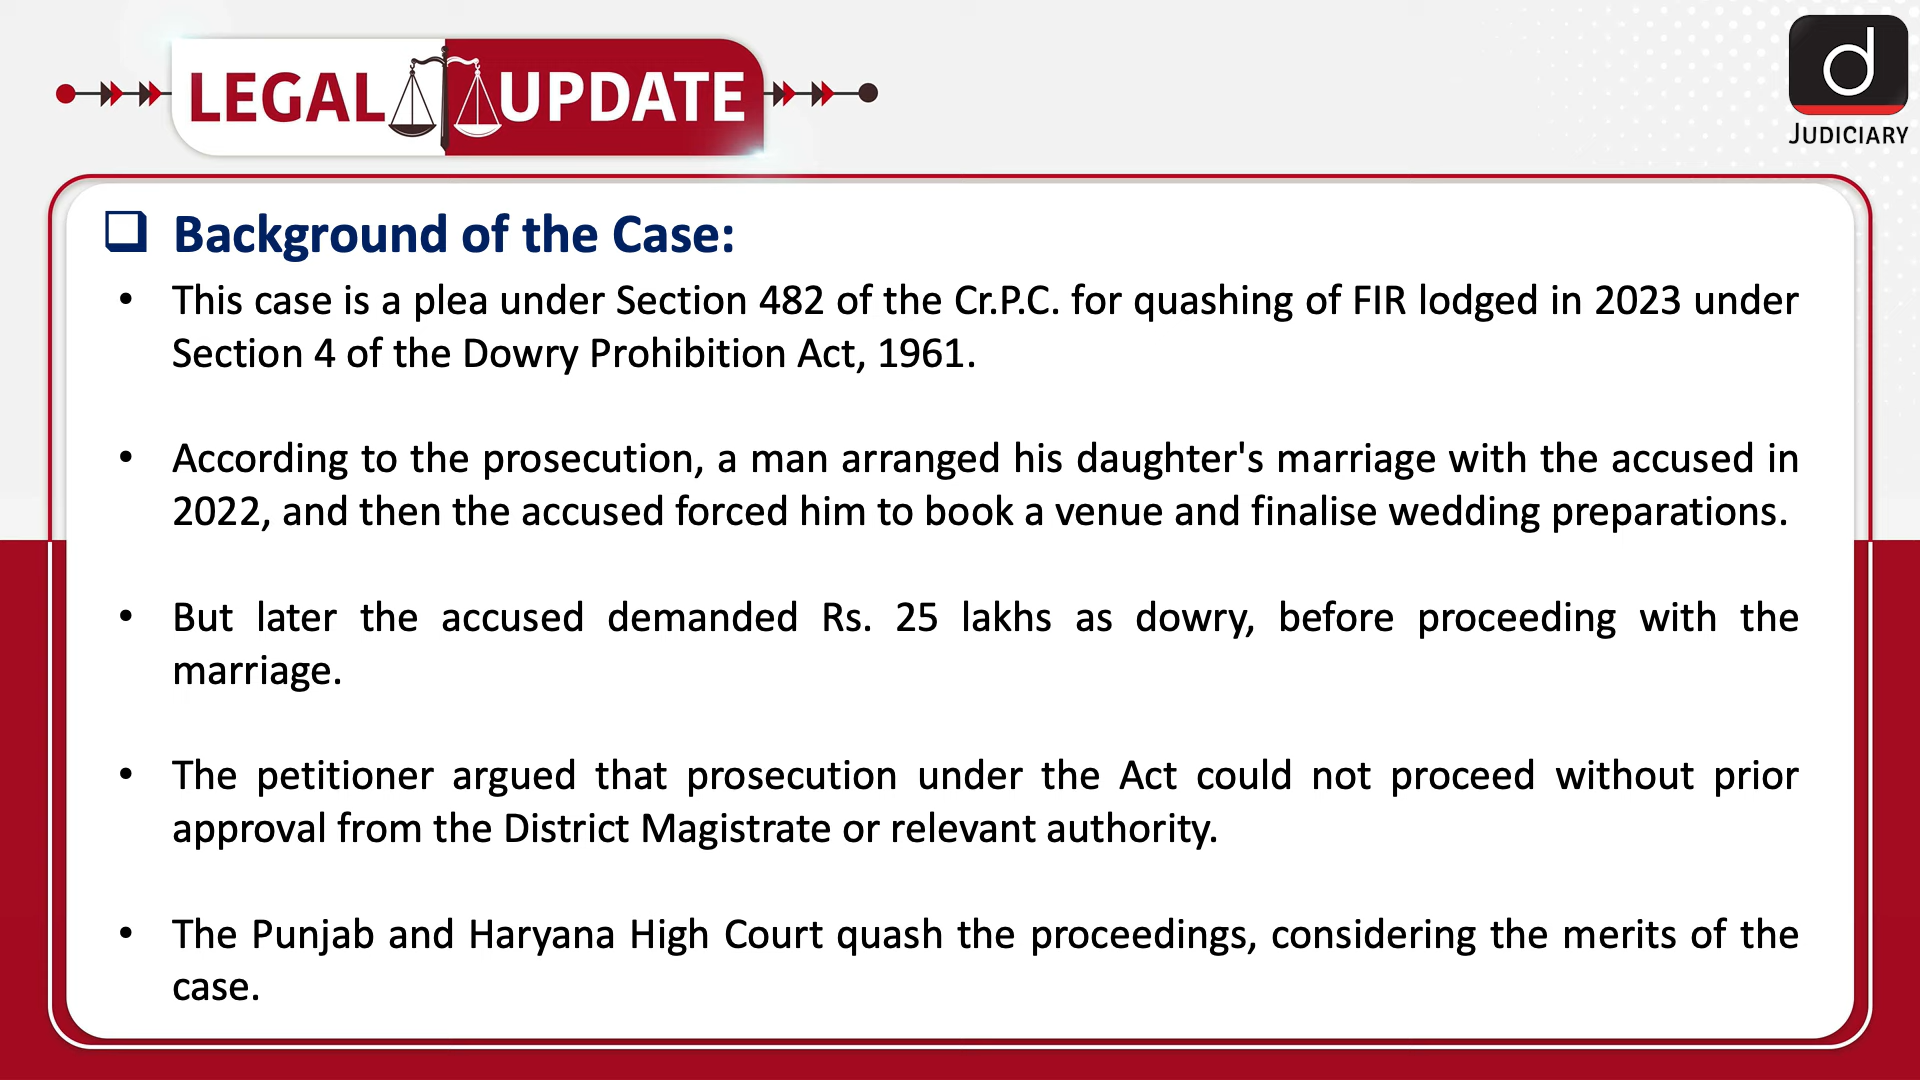 LEGAL UPDATE
d
JUDICIARY
Background of the Case:
• This case is a plea under Section 482 of the Cr.P.C. for quashing of FIR lodged in 2023 under
Section 4 of the Dowry Prohibition Act, 1961.
• According to the prosecution, a man arranged his daughter's marriage with the accused in
2022, and then the accused forced him to book a venue and finalise wedding preparations.
• But later the accused demanded Rs. 25 lakhs as dowry, before proceeding with the
marriage.
• The petitioner argued that prosecution under the Act could not proceed without prior
approval from the District Magistrate or relevant authority.
• The Punjab and Haryana High Court quash the proceedings, considering the merits of the
case.